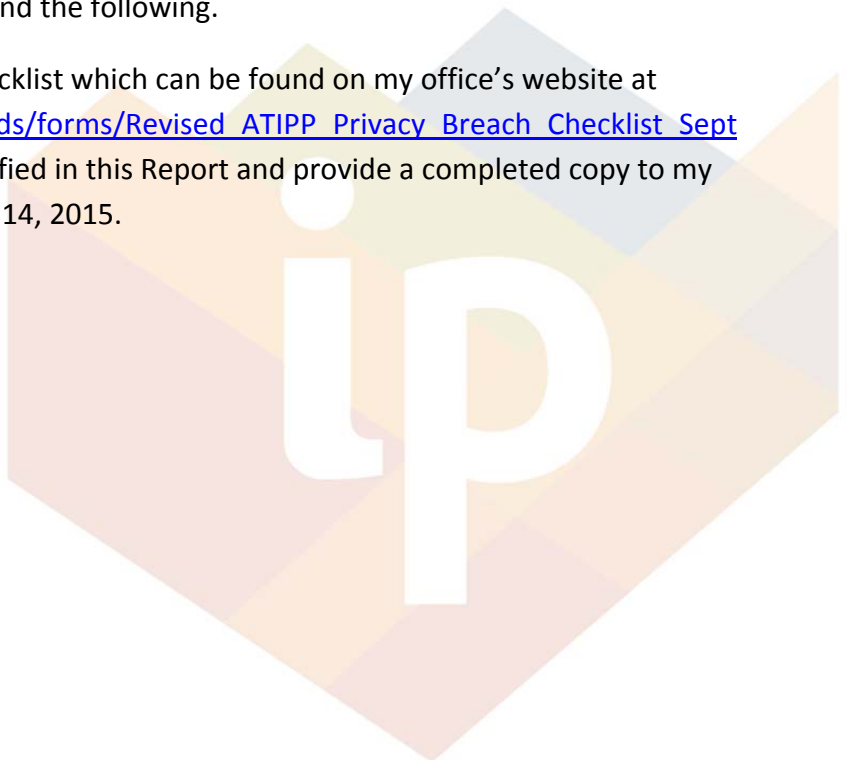 nd the following.
cklist which can be found on my office’s website at
ds/forms/Revised_ATIPP_Privacy_Breach_Checklist_Sept
fied in this Report and provide a completed copy to my
14, 2015.
ip